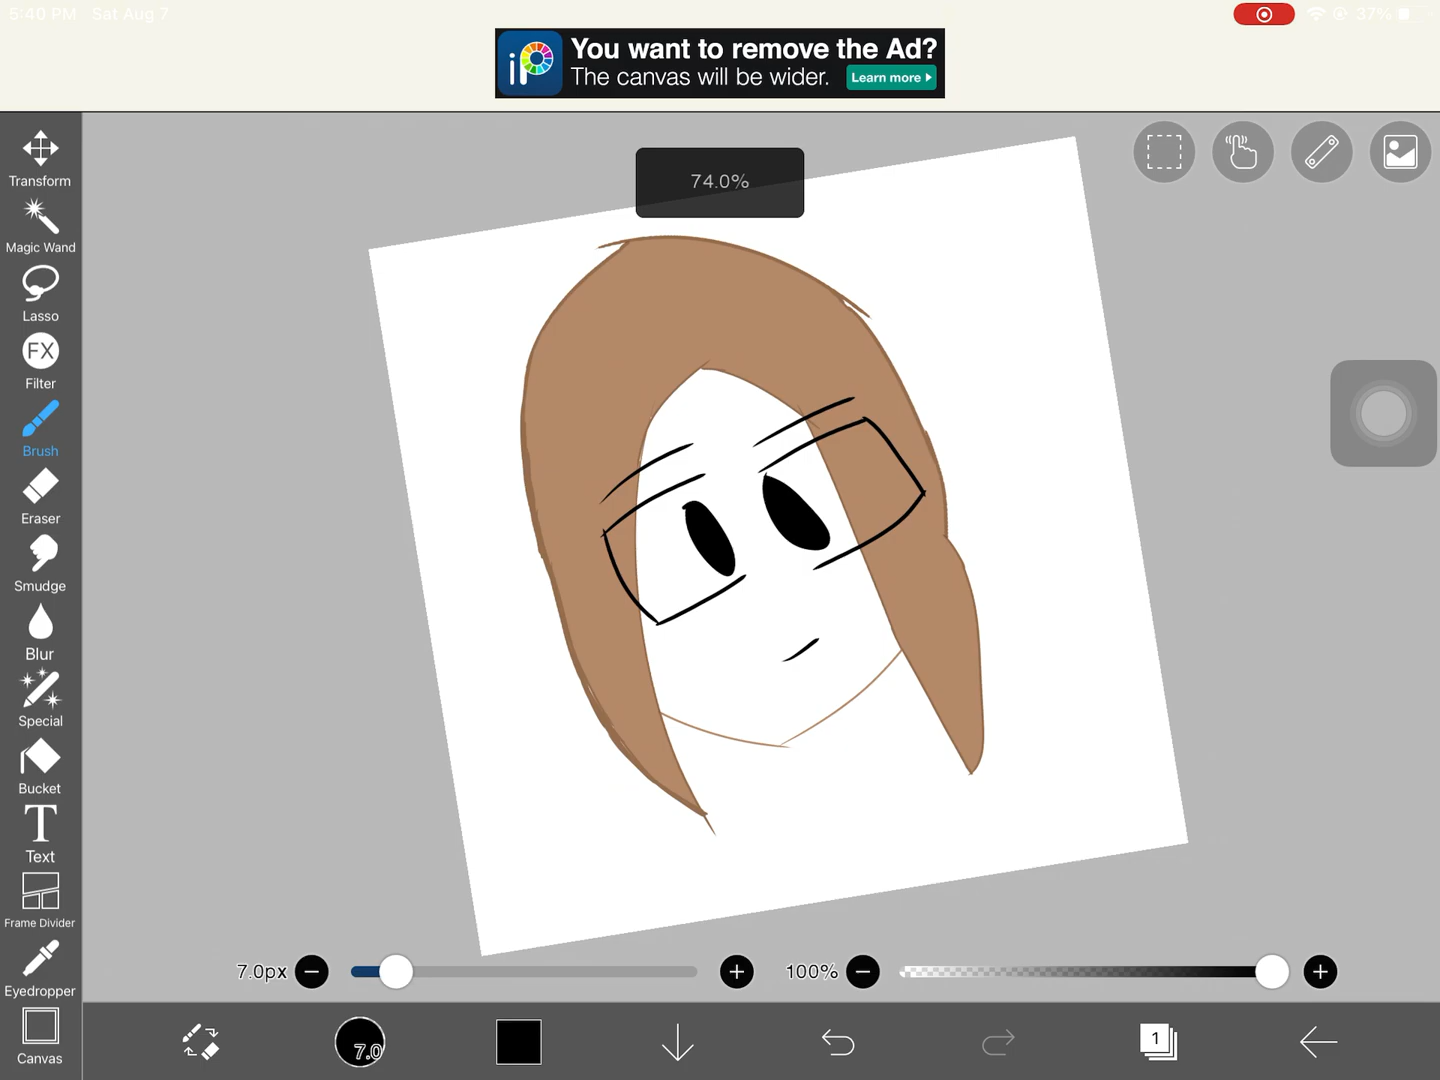 5:40 PM Sat Aug 7
37%
iP
You want to remove the Ad?
The canvas will be wider.
Learn more
74.0%
Transform
Magic Wand
Lasso
FX
Filter
Brush
Eraser
Smudge
Blur
Special
Bucket
T
Text
Frame Divider
Eyedropper
Canvas
7.0px
100%
7.0
1